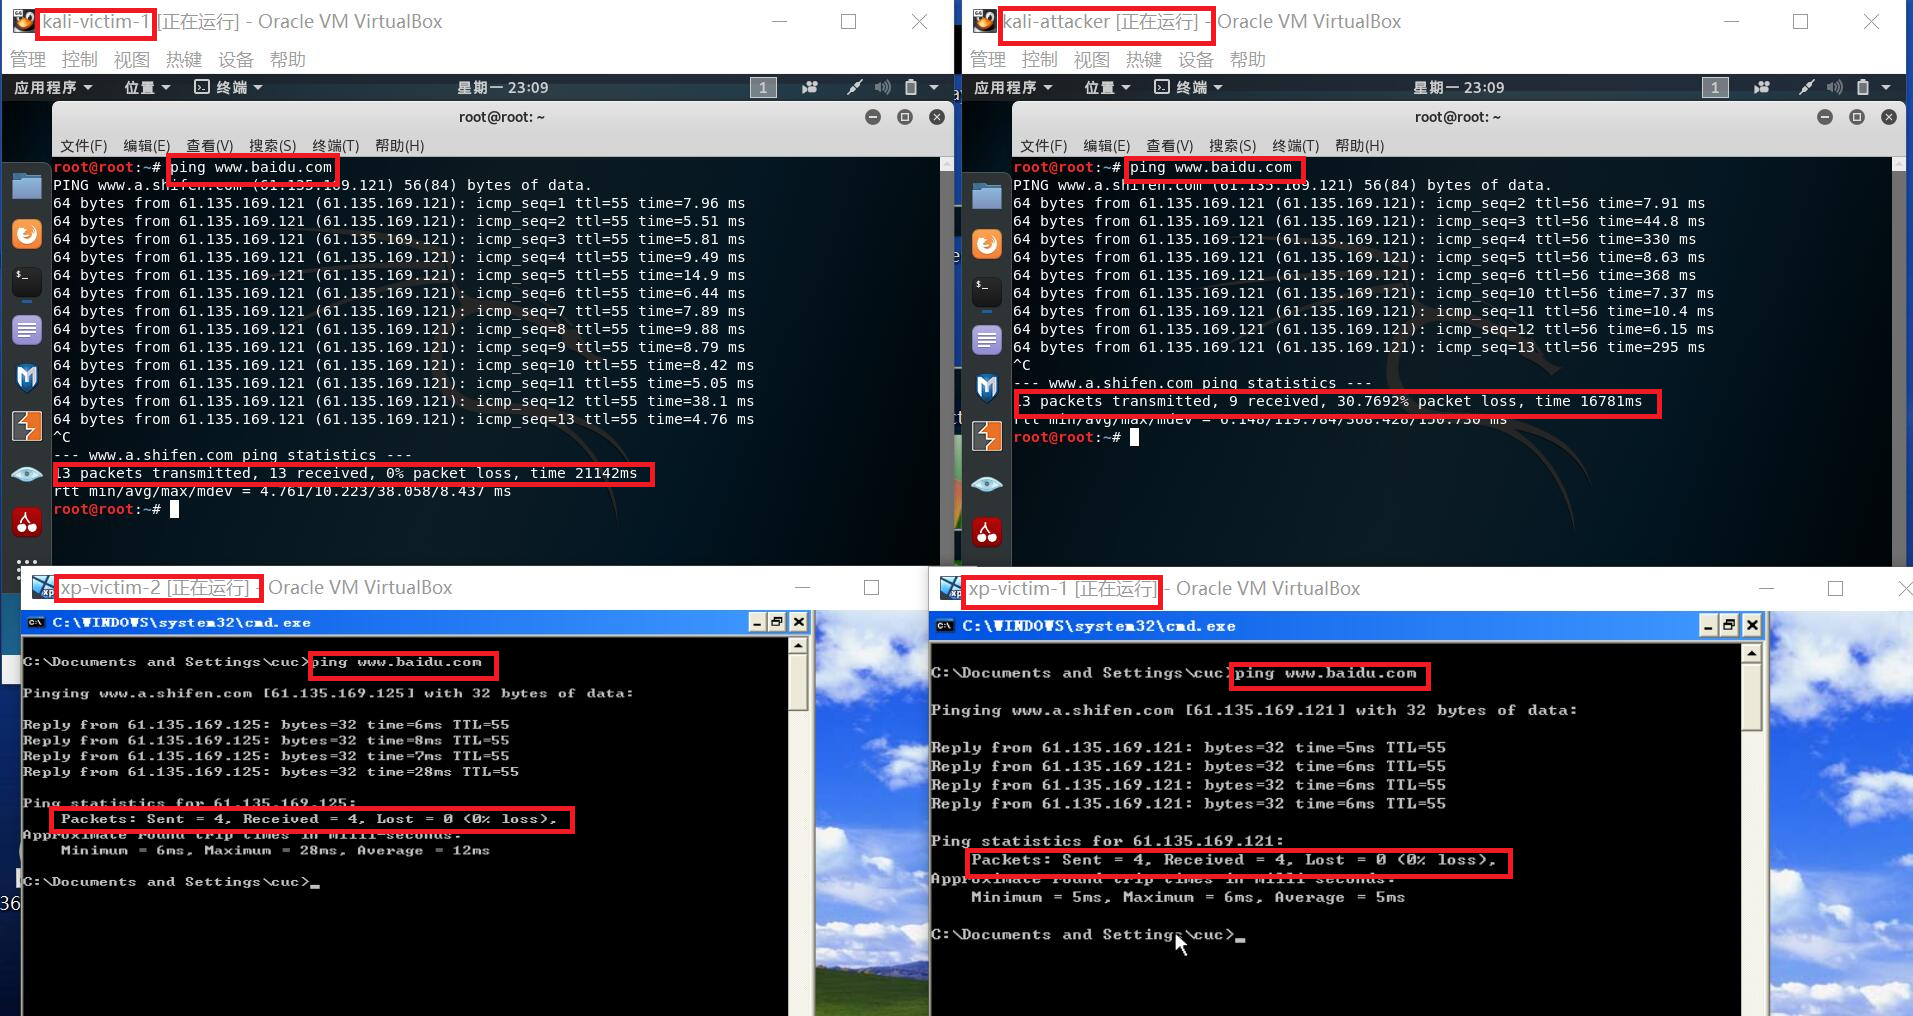 kali-victim-1 [正在运行] - Oracle VM VirtualBox
管理 控制 视图 热键 设备 帮助
应用程序 位置 终端 星期一 23:09 1
root@root: ~
文件(F) 编辑(E) 查看(V) 搜索(S) 终端(T) 帮助(H)
root@root:~# ping www.baidu.com
PING www.a.shifen.com (61.135.169.121) 56(84) bytes of data.
64 bytes from 61.135.169.121 (61.135.169.121): icmp_seq=1 ttl=55 time=7.96 ms
64 bytes from 61.135.169.121 (61.135.169.121): icmp_seq=2 ttl=55 time=5.51 ms
64 bytes from 61.135.169.121 (61.135.169.121): icmp_seq=3 ttl=55 time=5.81 ms
64 bytes from 61.135.169.121 (61.135.169.121): icmp_seq=4 ttl=55 time=9.49 ms
64 bytes from 61.135.169.121 (61.135.169.121): icmp_seq=5 ttl=55 time=14.9 ms
64 bytes from 61.135.169.121 (61.135.169.121): icmp_seq=6 ttl=55 time=6.44 ms
64 bytes from 61.135.169.121 (61.135.169.121): icmp_seq=7 ttl=55 time=7.89 ms
64 bytes from 61.135.169.121 (61.135.169.121): icmp_seq=8 ttl=55 time=9.88 ms
64 bytes from 61.135.169.121 (61.135.169.121): icmp_seq=9 ttl=55 time=8.79 ms
64 bytes from 61.135.169.121 (61.135.169.121): icmp_seq=10 ttl=55 time=8.42 ms
64 bytes from 61.135.169.121 (61.135.169.121): icmp_seq=11 ttl=55 time=5.05 ms
64 bytes from 61.135.169.121 (61.135.169.121): icmp_seq=12 ttl=55 time=38.1 ms
64 bytes from 61.135.169.121 (61.135.169.121): icmp_seq=13 ttl=55 time=4.76 ms
^C
--- www.a.shifen.com ping statistics ---
13 packets transmitted, 13 received, 0% packet loss, time 21142ms
rtt min/avg/max/mdev = 4.761/10.223/38.058/8.437 ms
root@root:~#
kali-attacker [正在运行] - Oracle VM VirtualBox
管理 控制 视图 热键 设备 帮助
应用程序 位置 终端 星期一 23:09 1
root@root: ~
文件(F) 编辑(E) 查看(V) 搜索(S) 终端(T) 帮助(H)
root@root:~# ping www.baidu.com
PING www.a.shifen.com (61.135.169.121) 56(84) bytes of data.
64 bytes from 61.135.169.121 (61.135.169.121): icmp_seq=2 ttl=56 time=7.91 ms
64 bytes from 61.135.169.121 (61.135.169.121): icmp_seq=3 ttl=56 time=44.8 ms
64 bytes from 61.135.169.121 (61.135.169.121): icmp_seq=4 ttl=56 time=330 ms
64 bytes from 61.135.169.121 (61.135.169.121): icmp_seq=5 ttl=56 time=8.63 ms
64 bytes from 61.135.169.121 (61.135.169.121): icmp_seq=6 ttl=56 time=368 ms
64 bytes from 61.135.169.121 (61.135.169.121): icmp_seq=10 ttl=56 time=7.37 ms
64 bytes from 61.135.169.121 (61.135.169.121): icmp_seq=11 ttl=56 time=10.4 ms
64 bytes from 61.135.169.121 (61.135.169.121): icmp_seq=12 ttl=56 time=6.15 ms
64 bytes from 61.135.169.121 (61.135.169.121): icmp_seq=13 ttl=56 time=295 ms
^C
--- www.a.shifen.com ping statistics ---
13 packets transmitted, 9 received, 30.7692% packet loss, time 16781ms
rtt min/avg/max/mdev = 6.148/119.784/368.428/150.730 ms
root@root:~#
xp-victim-2 [正在运行] - Oracle VM VirtualBox
C:\WINDOWS\system32\cmd.exe
C:\Documents and Settings\cuc>ping www.baidu.com
Pinging www.a.shifen.com [61.135.169.125] with 32 bytes of data:
Reply from 61.135.169.125: bytes=32 time=6ms TTL=55
Reply from 61.135.169.125: bytes=32 time=8ms TTL=55
Reply from 61.135.169.125: bytes=32 time=7ms TTL=55
Reply from 61.135.169.125: bytes=32 time=28ms TTL=55
Ping statistics for 61.135.169.125:
Packets: Sent = 4, Received = 4, Lost = 0 (0% loss),
Approximate round trip times in milli-seconds:
Minimum = 6ms, Maximum = 28ms, Average = 12ms
C:\Documents and Settings\cuc>_
xp-victim-1 [正在运行] - Oracle VM VirtualBox
C:\WINDOWS\system32\cmd.exe
C:\Documents and Settings\cuc>ping www.baidu.com
Pinging www.a.shifen.com [61.135.169.121] with 32 bytes of data:
Reply from 61.135.169.121: bytes=32 time=5ms TTL=55
Reply from 61.135.169.121: bytes=32 time=6ms TTL=55
Reply from 61.135.169.121: bytes=32 time=6ms TTL=55
Reply from 61.135.169.121: bytes=32 time=6ms TTL=55
Ping statistics for 61.135.169.121:
Packets: Sent = 4, Received = 4, Lost = 0 (0% loss),
Approximate round trip times in milli-seconds:
Minimum = 5ms, Maximum = 6ms, Average = 5ms
C:\Documents and Settings\cuc>_